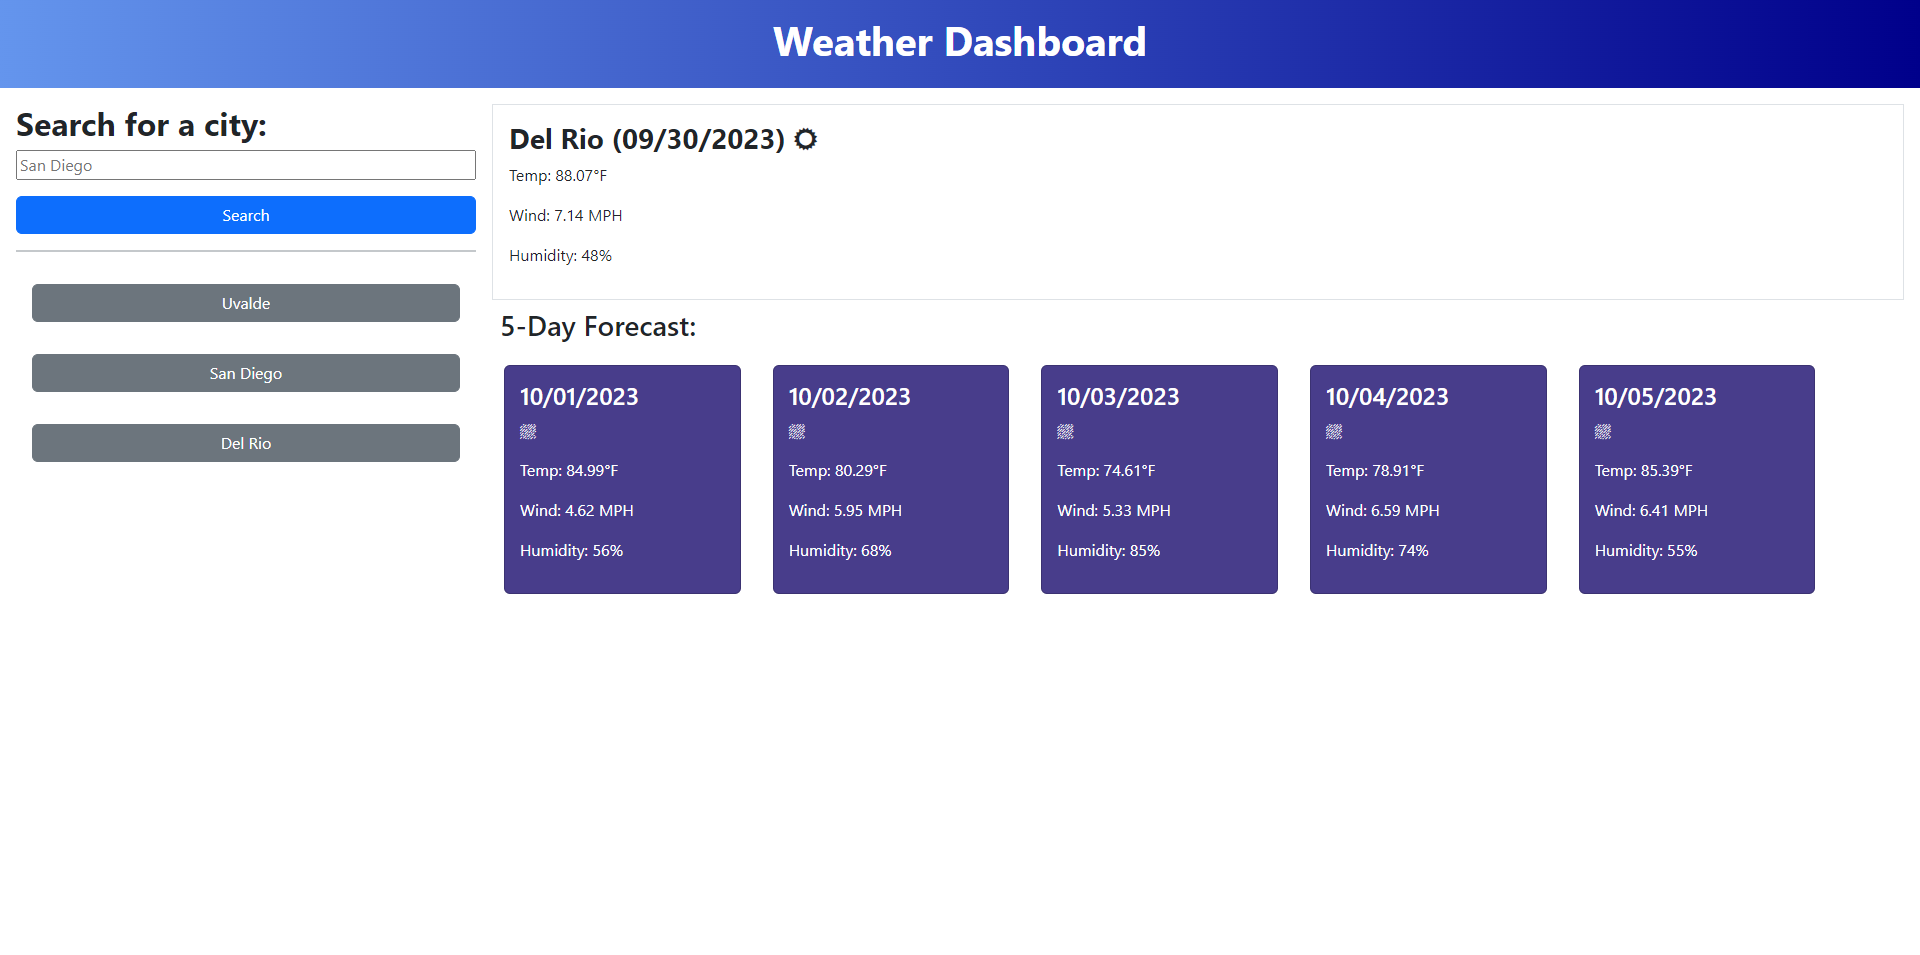 Weather Dashboard
Search for a city:
San Diego
Search
Uvalde
San Diego
Del Rio
Del Rio (09/30/2023)
Temp: 88.07°F
Wind: 7.14 MPH
Humidity: 48%
5-Day Forecast:
10/01/2023
Temp: 84.99°F
Wind: 4.62 MPH
Humidity: 56%
10/02/2023
Temp: 80.29°F
Wind: 5.95 MPH
Humidity: 68%
10/03/2023
Temp: 74.61°F
Wind: 5.33 MPH
Humidity: 85%
10/04/2023
Temp: 78.91°F
Wind: 6.59 MPH
Humidity: 74%
10/05/2023
Temp: 85.39°F
Wind: 6.41 MPH
Humidity: 55%